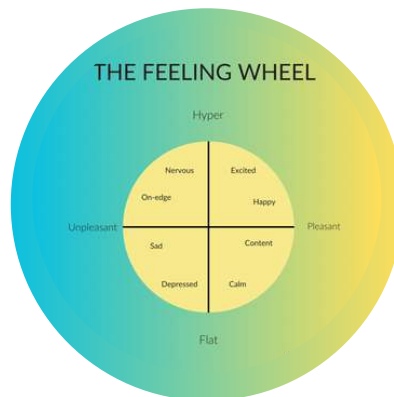 THE FEELING WHEEL
Hyper
Nervous
Excited
On-edge
Happy
Unpleasant
Pleasant
Sad
Content
Depressed
Calm
Flat